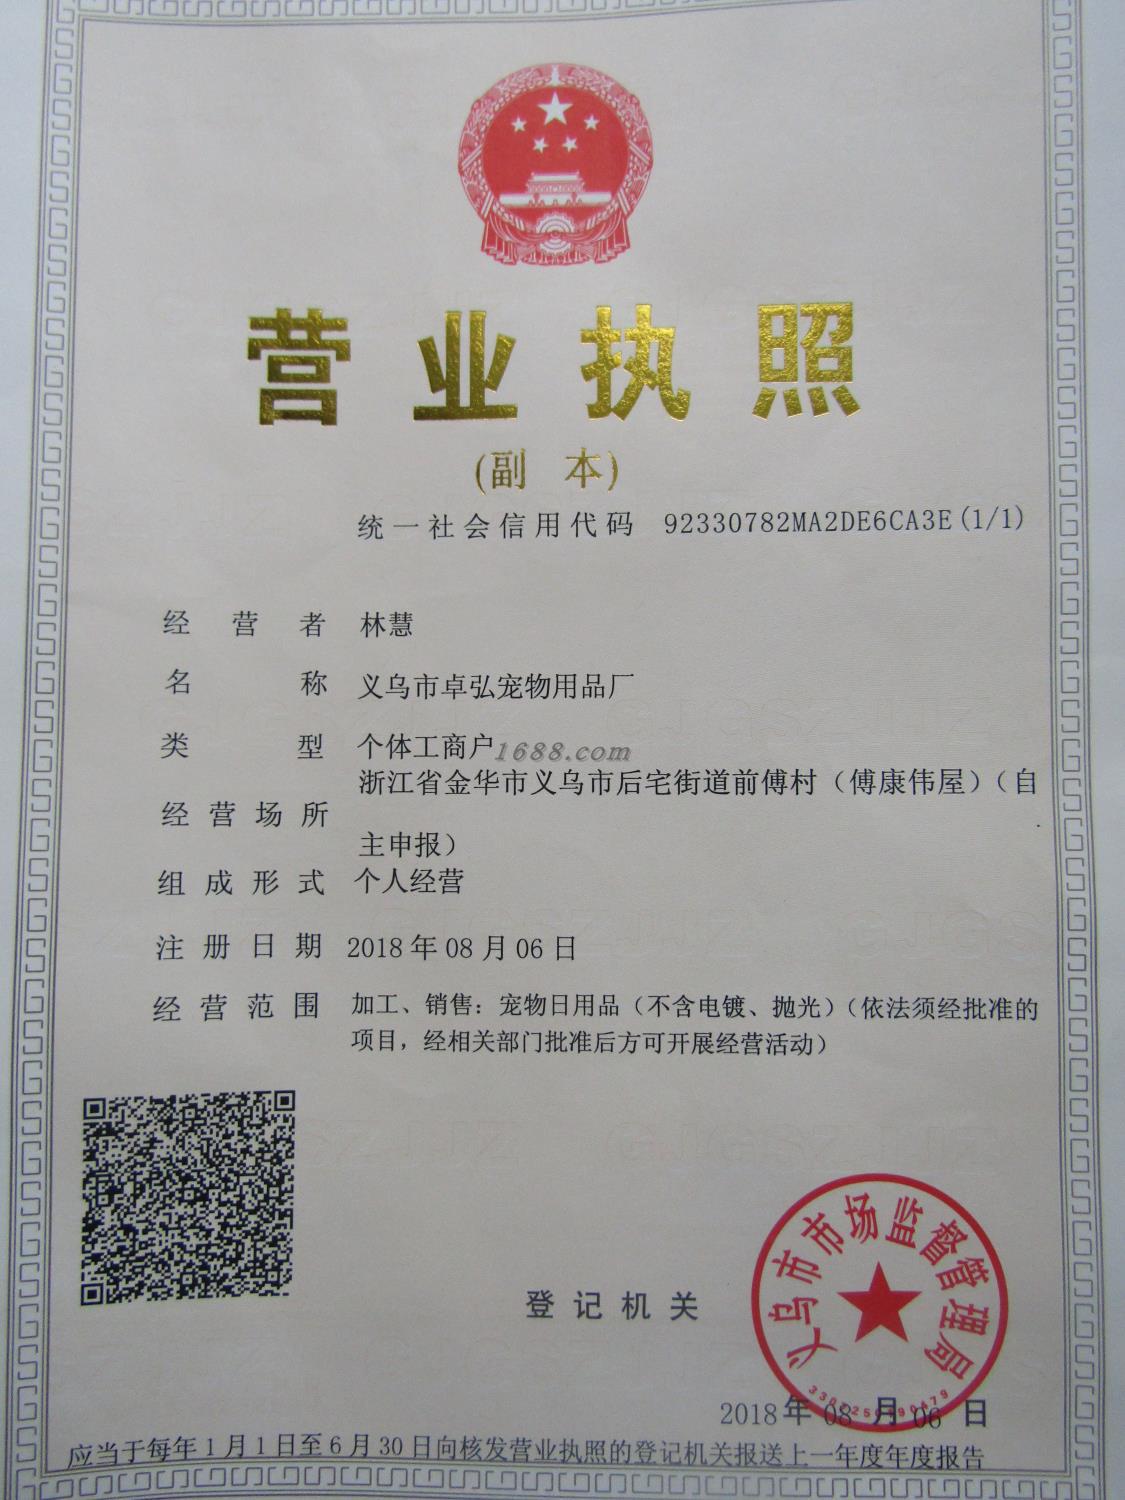 营业执照
(副 本)
统一社会信用代码 92330782MA2DE6CA3E(1/1)
经营者 林慧
名称 义乌市卓弘宠物用品厂
类型 个体工商户
1688.com
经营场所 浙江省金华市义乌市后宅街道前傅村（傅康伟屋）（自
主申报）
组成形式 个人经营
注册日期 2018年08月06日
经营范围 加工、销售：宠物日用品（不含电镀、抛光）（依法须经批准的
项目，经相关部门批准后方可开展经营活动）
义乌市市场监督管理局
登记机关
2018年08月06日
应当于每年1月1日至6月30日向核发营业执照的登记机关报送上一年度年度报告